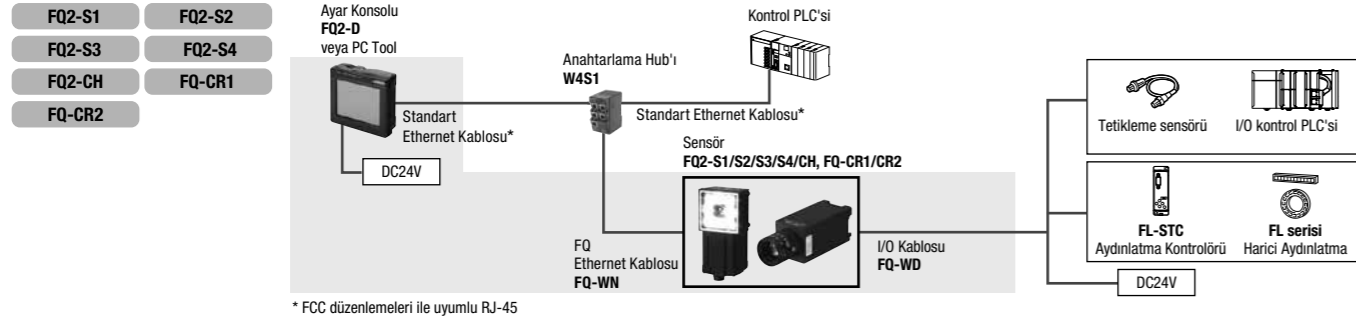 FQ2-S1
FQ2-S2
FQ2-S3
FQ2-S4
FQ2-CH
FQ-CR1
FQ-CR2
Ayar Konsolu
FQ2-D
veya PC Tool
Standart
Ethernet Kablosu*
DC24V
Anahtarlama Hub'ı
W4S1
Kontrol PLC'si
Standart Ethernet Kablosu*
Sensör
FQ2-S1/S2/S3/S4/CH, FQ-CR1/CR2
FQ
Ethernet Kablosu
FQ-WN
I/O Kablosu
FQ-WD
Tetikleme sensörü
I/O kontrol PLC'si
FL-STC
Aydınlatma Kontrolörü
FL serisi
Harici Aydınlatma
DC24V
* FCC düzenlemeleri ile uyumlu RJ-45